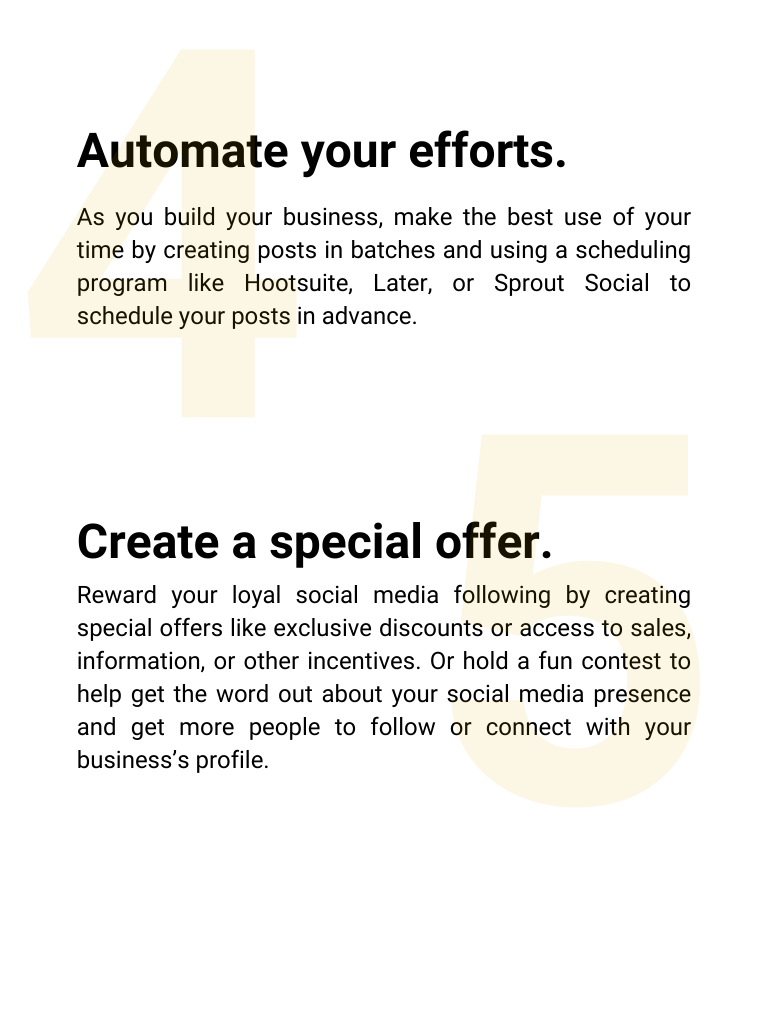 4
Automate your efforts.
As you build your business, make the best use of your
time by creating posts in batches and using a scheduling
program like Hootsuite, Later, or Sprout Social to
schedule your posts in advance.
5
Create a special offer.
Reward your loyal social media following by creating
special offers like exclusive discounts or access to sales,
information, or other incentives. Or hold a fun contest to
help get the word out about your social media presence
and get more people to follow or connect with your
business’s profile.